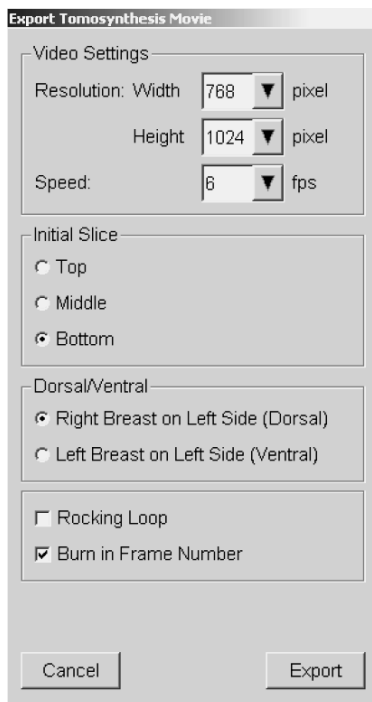 Export Tomosynthesis Movie
Video Settings
Resolution: Width 768 pixel
Height 1024 pixel
Speed: 6 fps
Initial Slice
Top
Middle
Bottom
Dorsal/Ventral
Right Breast on Left Side (Dorsal)
Left Breast on Left Side (Ventral)
Rocking Loop
Burn in Frame Number
Cancel Export